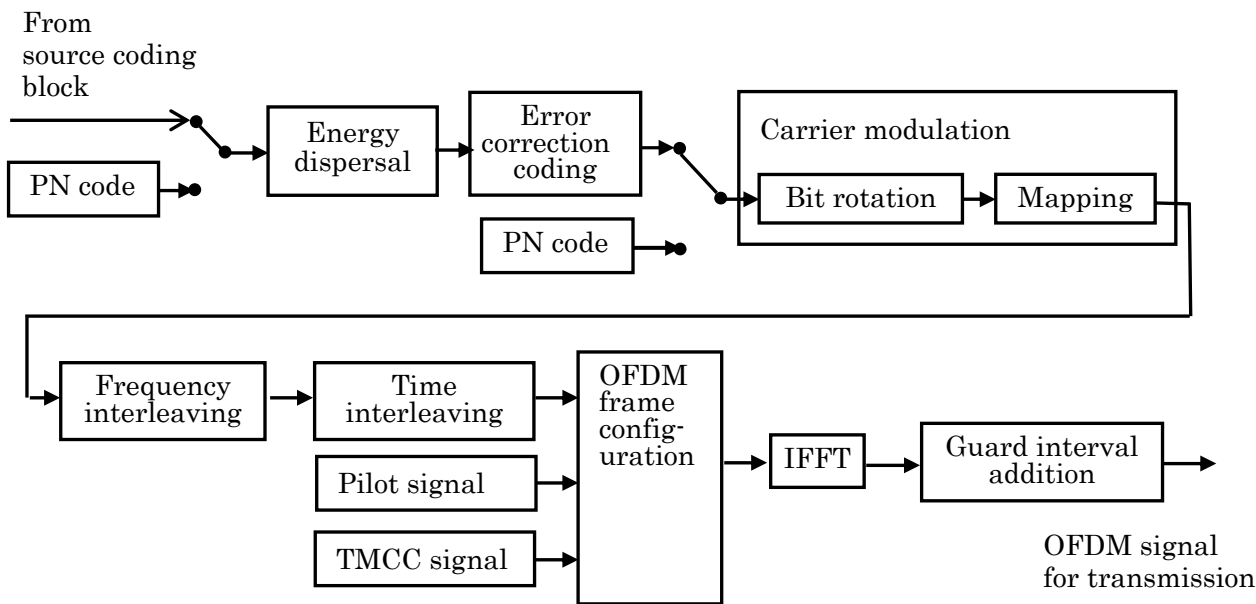 From
source coding
block
PN code
Energy
dispersal
Error
correction
coding
PN code
Carrier modulation
Bit rotation
Mapping
Frequency
interleaving
Time
interleaving
Pilot signal
TMCC signal
OFDM
frame
config-
uration
IFFT
Guard interval
addition
OFDM signal
for transmission